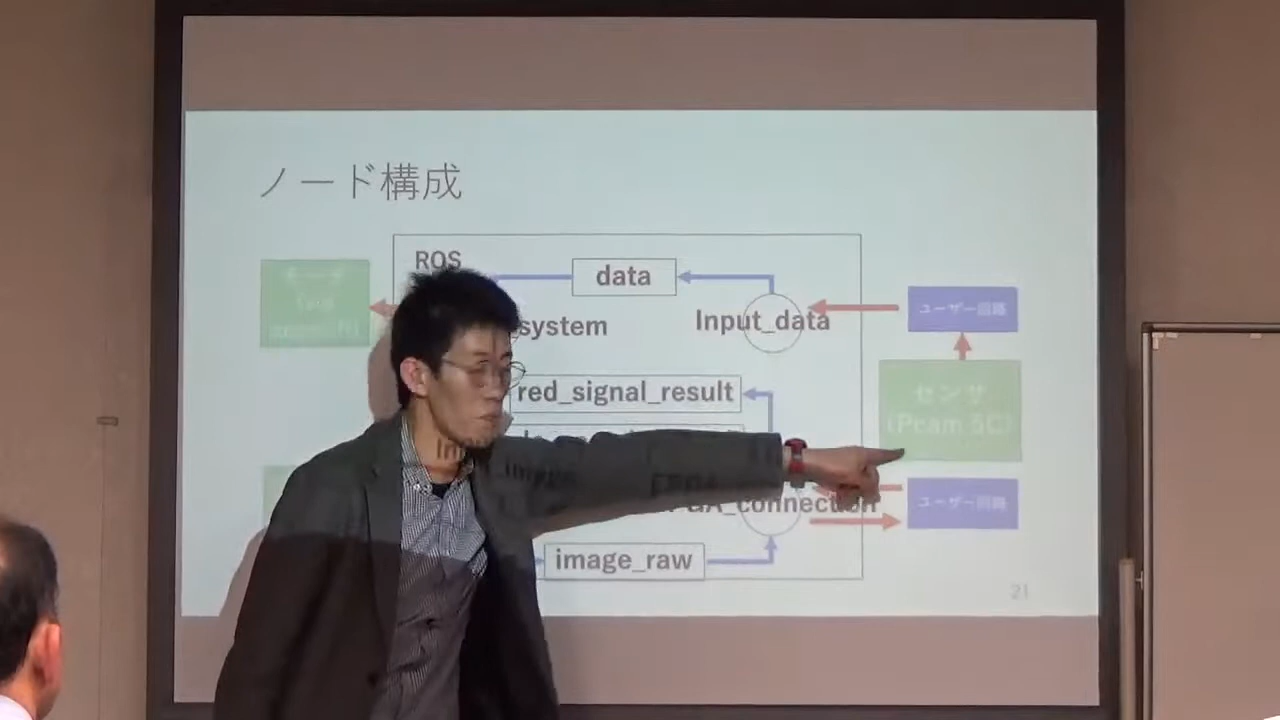 ノード構成
ROS
data
system
Input_data
ユーザー回路
red_signal_result
センサ
(Pcam 5C)
image
FPGA_connection
ユーザー回路
image_raw
21